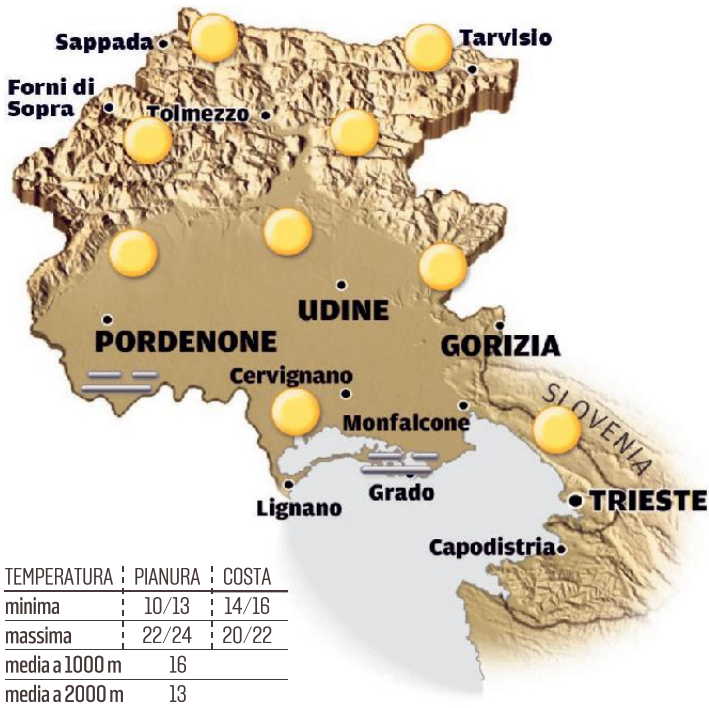 Sappada
Tarvisio
Forni di
Sopra
Tolmezzo
UDINE
PORDENONE
GORIZIA
Cervignano
SLOVENIA
Monfalcone
Grado
Lignano
TRIESTE
Capodistria
TEMPERATURA PIANURA COSTA
minima 10/13 14/16
massima 22/24 20/22
media a 1000 m 16
media a 2000 m 13